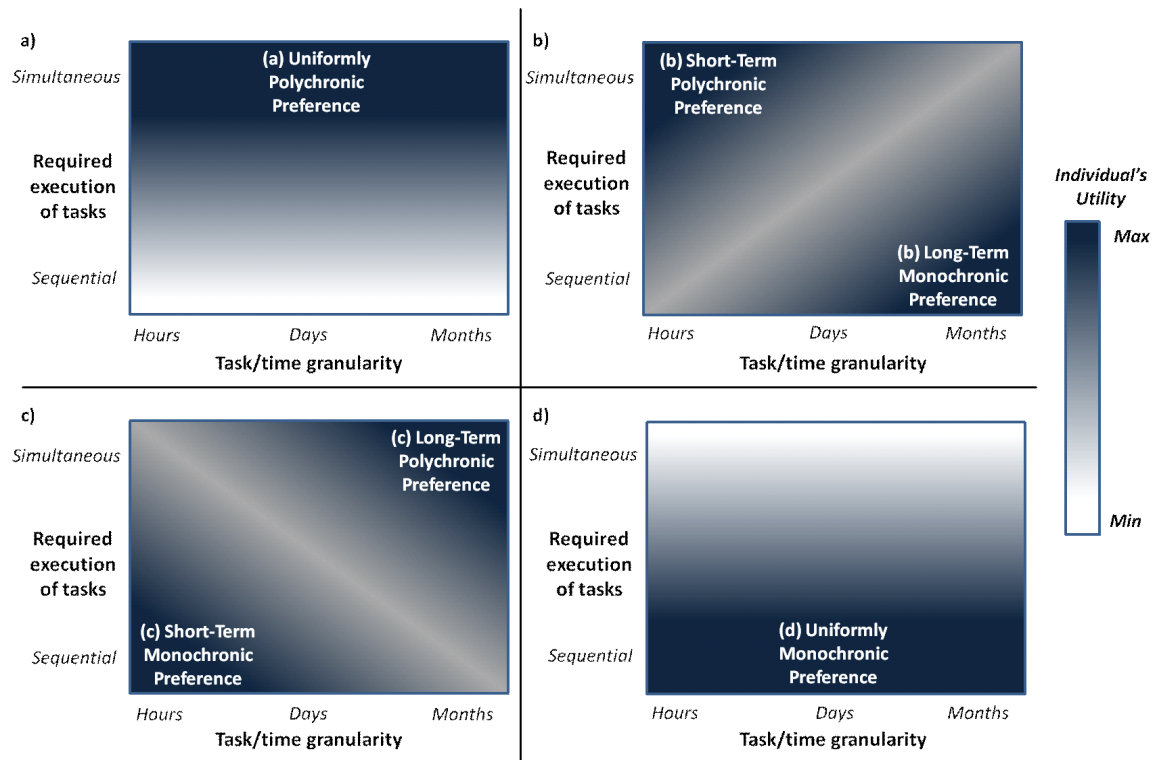 a)
(a) Uniformly
Polychronic
Preference
Simultaneous
Required
execution
of tasks
Sequential
Hours
Days
Months
Task/time granularity
b)
(b) Short-Term
Polychronic
Preference
Simultaneous
Required
execution
of tasks
(b) Long-Term
Monochronic
Preference
Sequential
Hours
Days
Months
Task/time granularity
Individual's
Utility
Max
Min
c)
(c) Long-Term
Polychronic
Preference
Simultaneous
Required
execution
of tasks
(c) Short-Term
Monochronic
Preference
Sequential
Hours
Days
Months
Task/time granularity
d)
Simultaneous
Required
execution
of tasks
(d) Uniformly
Monochronic
Preference
Sequential
Hours
Days
Months
Task/time granularity